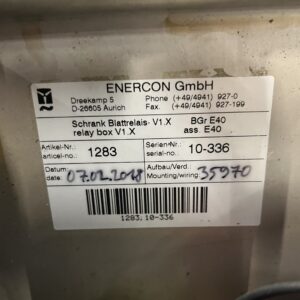 ENERCON GmbH
Dreekamp 5 Phone (+49/4941) 927-0
D-26605 Aurich Fax. (+49/4941) 927-199
Schrank Blattrelais- V1.X BGr E40
relay box V1.X ass. E40
Artikel-Nr.: Serien-Nr.:
article-no.: 1283 serial-no.: 10-336
Datum: Aufbau/Verd.:
date: 07.02.2018 Mounting/wiring: 35970
1283.10-336